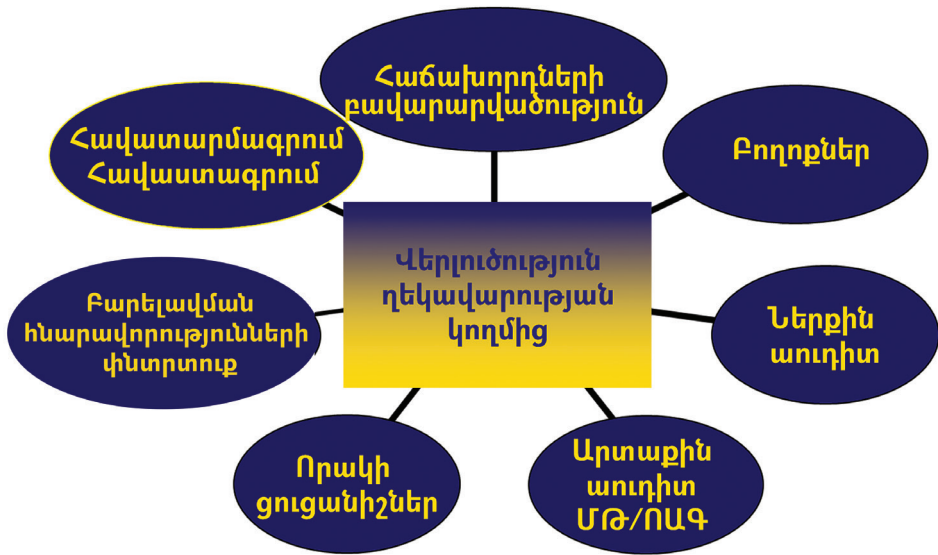 Հաճախորդների
բավարարվածություն
Հավատարմագրում
Հավաստագրում
Բողոքներ
Վերլուծություն
ղեկավարության
կողմից
Բարելավման
հնարավորությունների
փնտրտուք
Ներքին
աուդիտ
Որակի
ցուցանիշներ
Արտաքին
աուդիտ
ՄԹ/ՈԱԳ